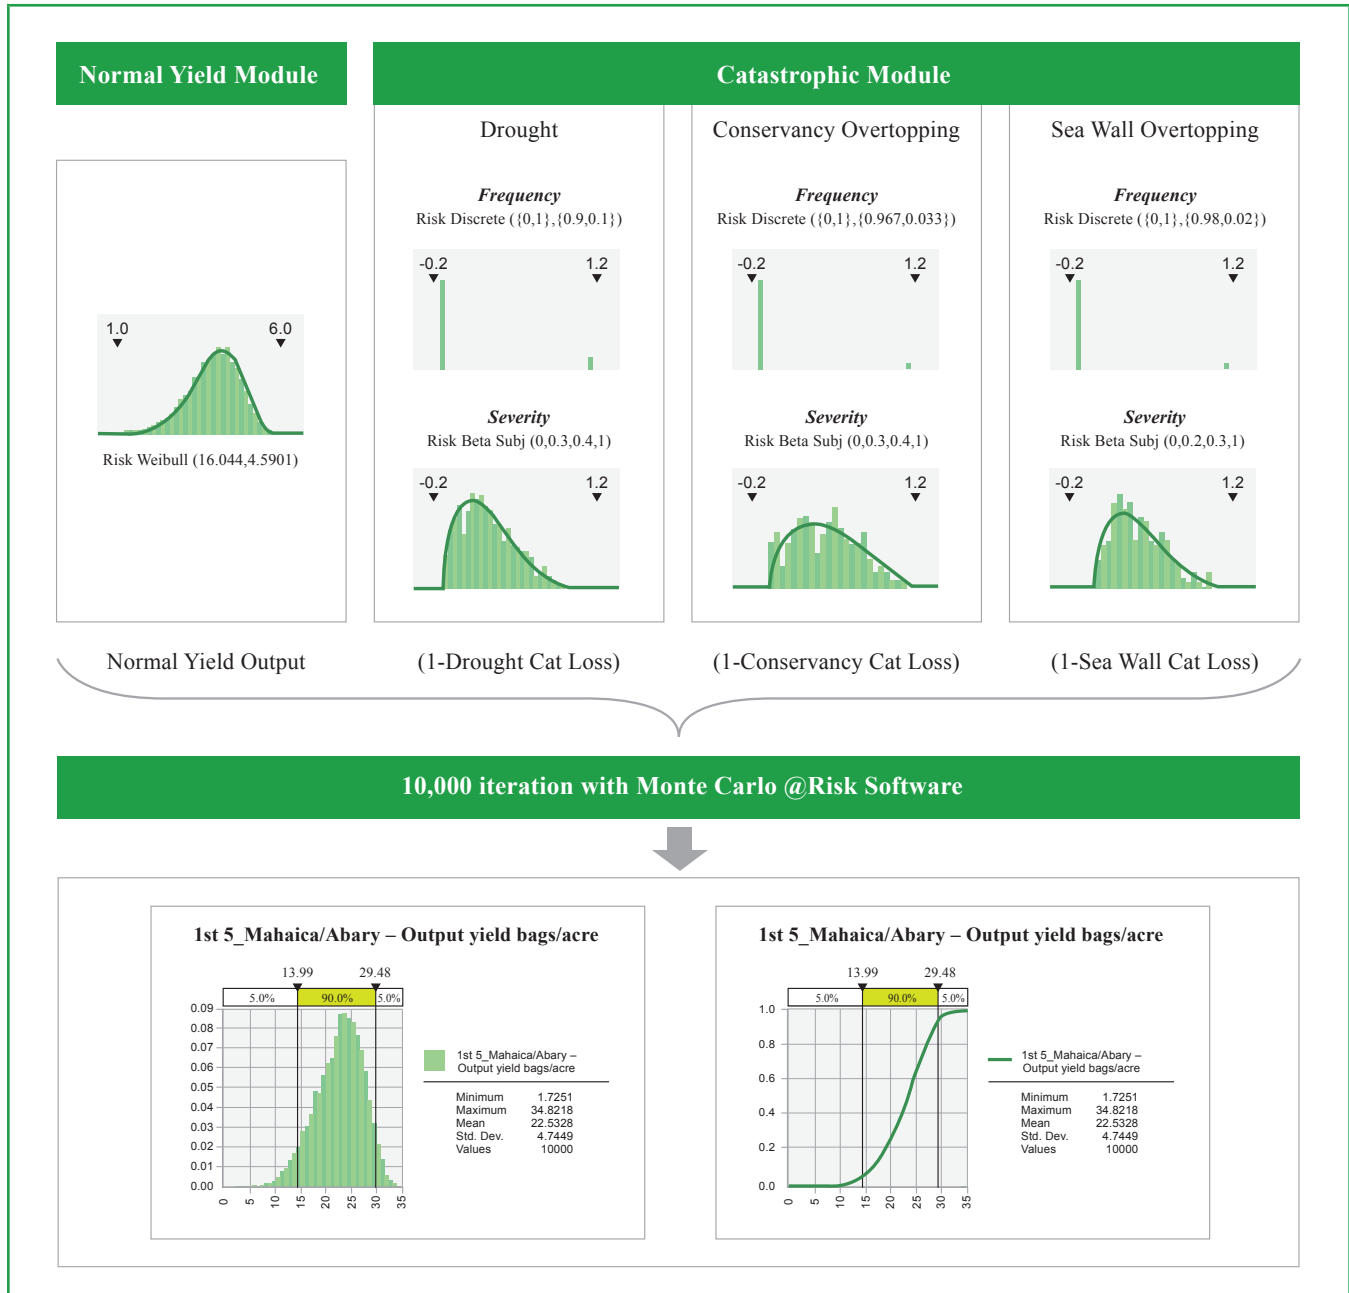 Normal Yield Module
Catastrophic Module
Drought
Conservancy Overtopping
Sea Wall Overtopping
Frequency
Risk Discrete ({0,1},{0.9,0.1})
Frequency
Risk Discrete ({0,1},{0.967,0.033})
Frequency
Risk Discrete ({0,1},{0.98,0.02})
-0.2 1.2
-0.2 1.2
-0.2 1.2
1.0 6.0
Risk Weibull (16.044,4.5901)
Severity
Risk Beta Subj (0,0.3,0.4,1)
Severity
Risk Beta Subj (0,0.3,0.4,1)
Severity
Risk Beta Subj (0,0.2,0.3,1)
-0.2 1.2
-0.2 1.2
-0.2 1.2
Normal Yield Output
(1-Drought Cat Loss)
(1-Conservancy Cat Loss)
(1-Sea Wall Cat Loss)
10,000 iteration with Monte Carlo @Risk Software
1st 5_Mahaica/Abary – Output yield bags/acre
13.99 29.48
5.0% 90.0% 5.0%
0.09
0.08
0.07
0.06
0.05
0.04
0.03
0.02
0.01
0.00
0 5 10 15 20 25 30 35
1st 5_Mahaica/Abary –
Output yield bags/acre
Minimum 1.7251
Maximum 34.8218
Mean 22.5328
Std. Dev. 4.7449
Values 10000
1st 5_Mahaica/Abary – Output yield bags/acre
13.99 29.48
5.0% 90.0% 5.0%
1.0
0.8
0.6
0.4
0.2
0.0
0 5 10 15 20 25 30 35
1st 5_Mahaica/Abary –
Output yield bags/acre
Minimum 1.7251
Maximum 34.8218
Mean 22.5328
Std. Dev. 4.7449
Values 10000